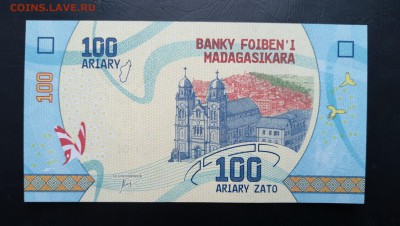 COINS.LAVE.RU
100
ARIARY
BANKY FOIBEN'I
MADAGASIKARA
100
100
ARIARY ZATO